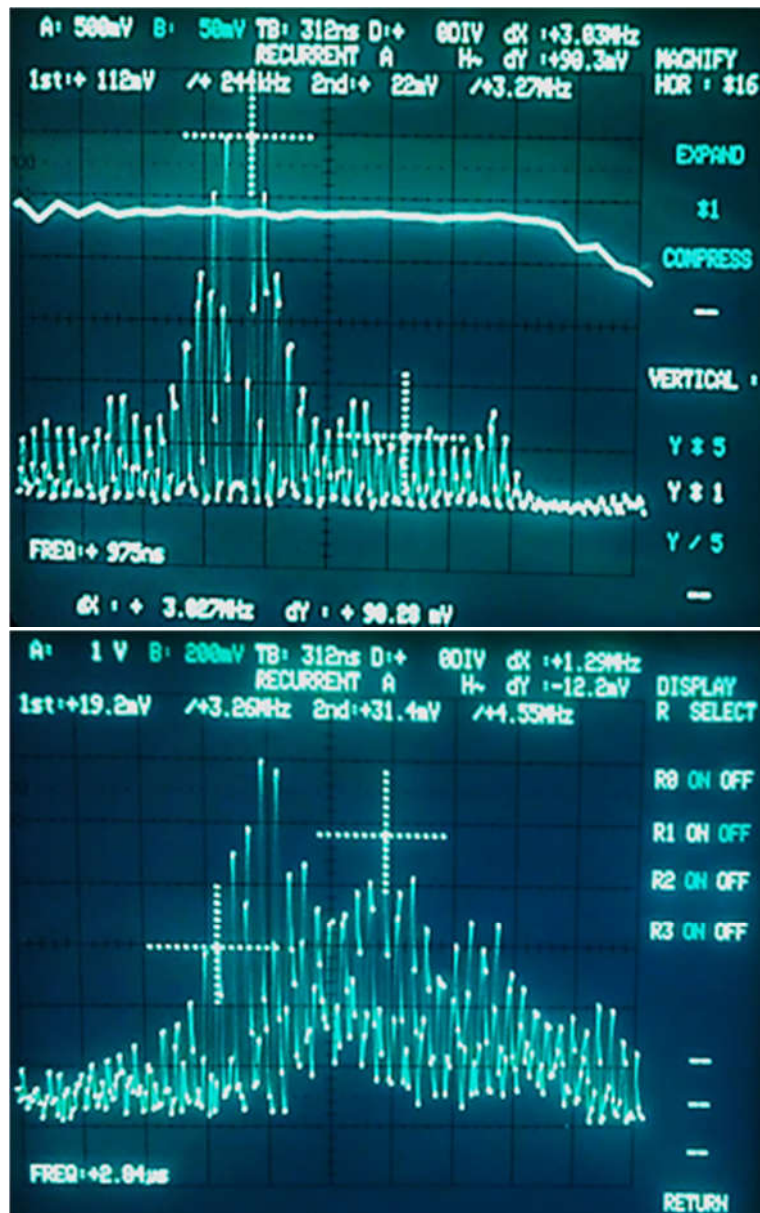 A: 500mV B: 50mV TB: 312ns D:+ 0DIV dX :+3.03MHz
RECURRENT A H~ dY :+90.3mV
MAGNIFY
HOR : *16
1st:+ 112mV /+ 244kHz 2nd:+ 22mV /+3.27MHz
EXPAND
*1
COMPRESS
—
VERTICAL :
Y * 5
Y * 1
Y / 5
—
FREQ:+ 975ns
dX : + 3.027MHz dY : + 90.28 mV
A: 1 V B: 200mV TB: 312ns D:+ 0DIV dX :+1.29MHz
RECURRENT A H~ dY :-12.2mV
DISPLAY
R SELECT
1st:+19.2mV /+3.26MHz 2nd:+31.4mV /+4.55MHz
R0 ON OFF
R1 ON OFF
R2 ON OFF
R3 ON OFF
—
—
—
FREQ:+2.04µs
RETURN